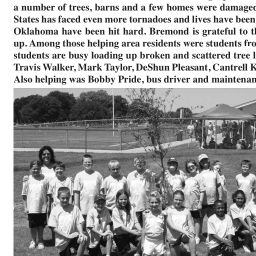 a number of trees, barns and a few homes were damaged
States has faced even more tornadoes and lives have been
Oklahoma have been hit hard. Bremond is grateful to th
up. Among those helping area residents were students fro
students are busy loading up broken and scattered tree l
Travis Walker, Mark Taylor, DeShun Pleasant, Cantrell K
Also helping was Bobby Pride, bus driver and maintenan